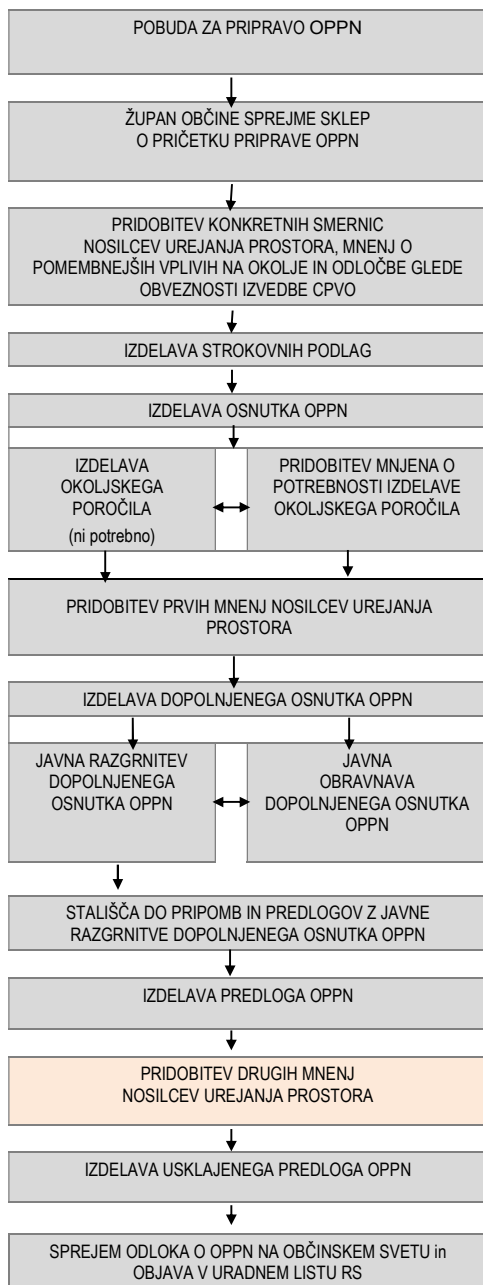 POBUDA ZA PRIPRAVO OPPN
ŽUPAN OBČINE SPREJME SKLEP
O PRIČETKU PRIPRAVE OPPN
PRIDOBITEV KONKRETNIH SMERNIC
NOSILCEV UREJANJA PROSTORA, MNENJ O
POMEMBNEJŠIH VPLIVIH NA OKOLJE IN ODLOČBE GLEDE
OBVEZNOSTI IZVEDBE CPVO
IZDELAVA STROKOVNIH PODLAG
IZDELAVA OSNUTKA OPPN
IZDELAVA
OKOLJSKEGA
POROČILA
(ni potrebno)
PRIDOBITEV MNJENA O
POTREBNOSTI IZDELAVE
OKOLJSKEGA POROČILA
PRIDOBITEV PRVIH MNENJ NOSILCEV UREJANJA
PROSTORA
IZDELAVA DOPOLNJENEGA OSNUTKA OPPN
JAVNA RAZGRNITEV
DOPOLNJENEGA
OSNUTKA OPPN
JAVNA
OBRAVNAVA
DOPOLNJENEGA OSNUTKA
OPPN
STALIŠČA DO PRIPOMB IN PREDLOGOV Z JAVNE
RAZGRNITVE DOPOLNJENEGA OSNUTKA OPPN
IZDELAVA PREDLOGA OPPN
PRIDOBITEV DRUGIH MNENJ
NOSILCEV UREJANJA PROSTORA
IZDELAVA USKLAJENEGA PREDLOGA OPPN
SPREJEM ODLOKA O OPPN NA OBČINSKEM SVETU in
OBJAVA V URADNEM LISTU RS